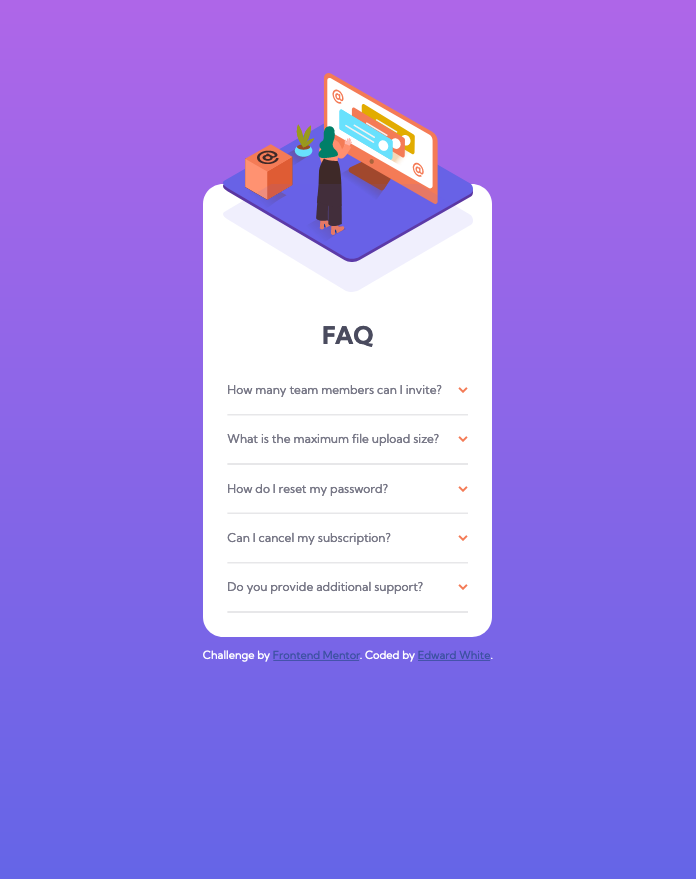 @
@
@
FAQ
How many team members can I invite?
What is the maximum file upload size?
How do I reset my password?
Can I cancel my subscription?
Do you provide additional support?
Challenge by Frontend Mentor. Coded by Edward White.